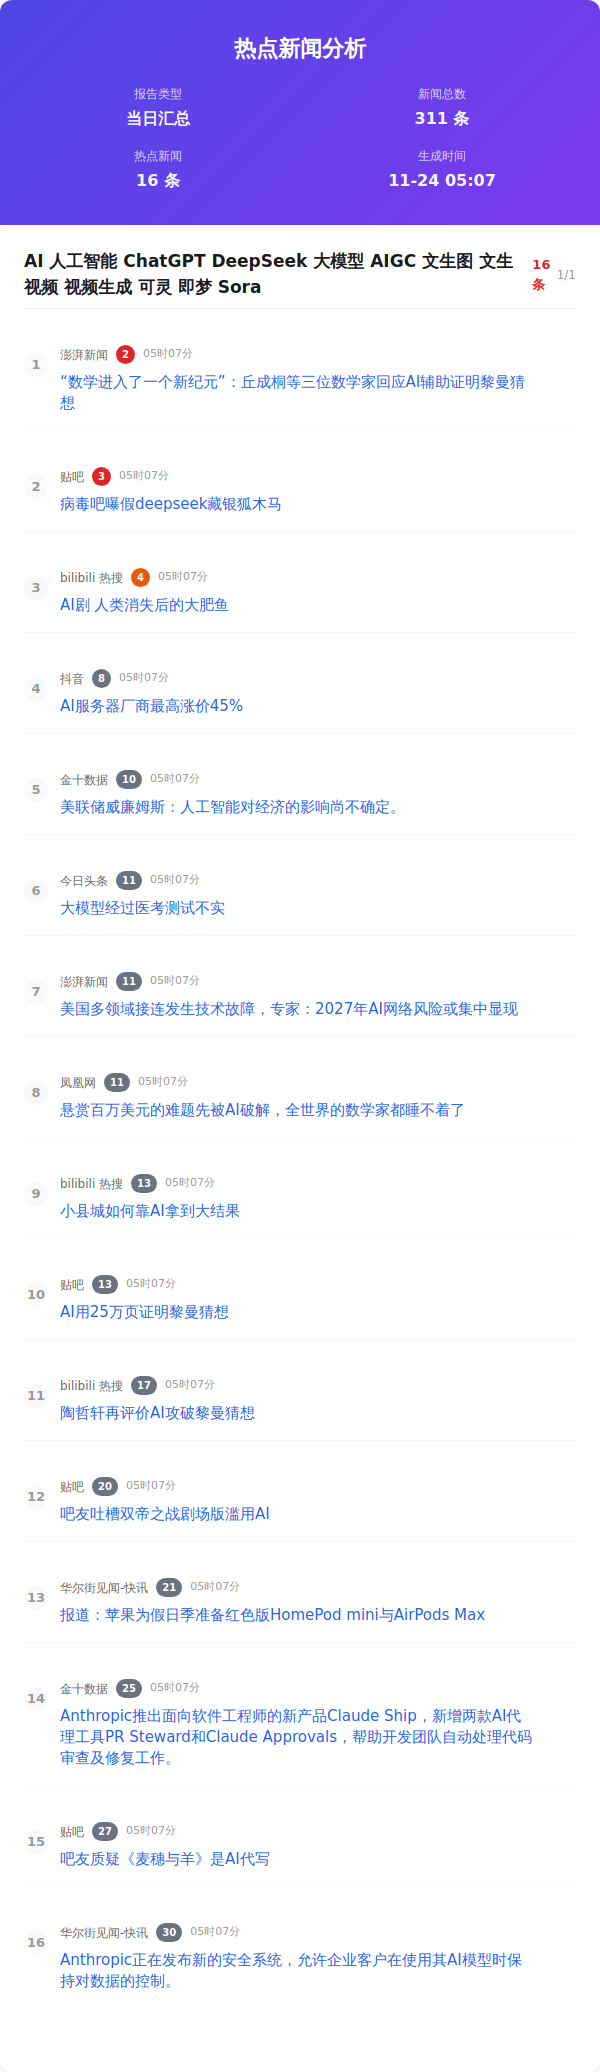 热点新闻分析
报告类型
新闻总数
当日汇总
311 条
热点新闻
生成时间
16 条
11-24 05:07
AI 人工智能 ChatGPT DeepSeek 大模型 AIGC 文生图 文生
视频 视频生成 可灵 即梦 Sora
16
条
1/1
1
澎湃新闻 2 05时07分
“数学进入了一个新纪元”：丘成桐等三位数学家回应AI辅助证明黎曼猜
想
2
贴吧 3 05时07分
病毒吧曝假deepseek藏银狐木马
3
bilibili 热搜 4 05时07分
AI剧 人类消失后的大肥鱼
4
抖音 8 05时07分
AI服务器厂商最高涨价45%
5
金十数据 10 05时07分
美联储威廉姆斯：人工智能对经济的影响尚不确定。
6
今日头条 11 05时07分
大模型经过医考测试不实
7
澎湃新闻 11 05时07分
美国多领域接连发生技术故障，专家：2027年AI网络风险或集中显现
8
凤凰网 11 05时07分
悬赏百万美元的难题先被AI破解，全世界的数学家都睡不着了
9
bilibili 热搜 13 05时07分
小县城如何靠AI拿到大结果
10
贴吧 13 05时07分
AI用25万页证明黎曼猜想
11
bilibili 热搜 17 05时07分
陶哲轩再评价AI攻破黎曼猜想
12
贴吧 20 05时07分
吧友吐槽双帝之战剧场版滥用AI
13
华尔街见闻-快讯 21 05时07分
报道：苹果为假日季准备红色版HomePod mini与AirPods Max
14
金十数据 25 05时07分
Anthropic推出面向软件工程师的新产品Claude Ship，新增两款AI代
理工具PR Steward和Claude Approvals，帮助开发团队自动处理代码
审查及修复工作。
15
贴吧 27 05时07分
吧友质疑《麦穗与羊》是AI代写
16
华尔街见闻-快讯 30 05时07分
Anthropic正在发布新的安全系统，允许企业客户在使用其AI模型时保
持对数据的控制。